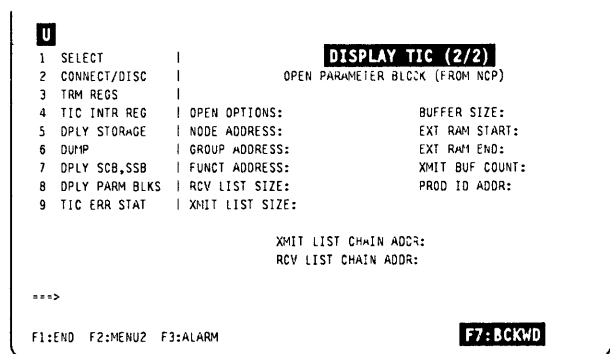 U
1 SELECT | DISPLAY TIC (2/2)
2 CONNECT/DISC | OPEN PARAMETER BLOCK (FROM NCP)
3 TRM REGS |
4 TIC INTR REG | OPEN OPTIONS: BUFFER SIZE:
5 DPLY STORAGE | NODE ADDRESS: EXT RAM START:
6 DUMP | GROUP ADDRESS: EXT RAM END:
7 DPLY SCB,SSB | FUNCT ADDRESS: XMIT BUF COUNT:
8 DPLY PARM BLKS | RCV LIST SIZE: PROD ID ADDR:
9 TIC ERR STAT | XMIT LIST SIZE:
XMIT LIST CHAIN ADDR:
RCV LIST CHAIN ADDR:
===>
F1:END F2:MENU2 F3:ALARM F7:BCKWD